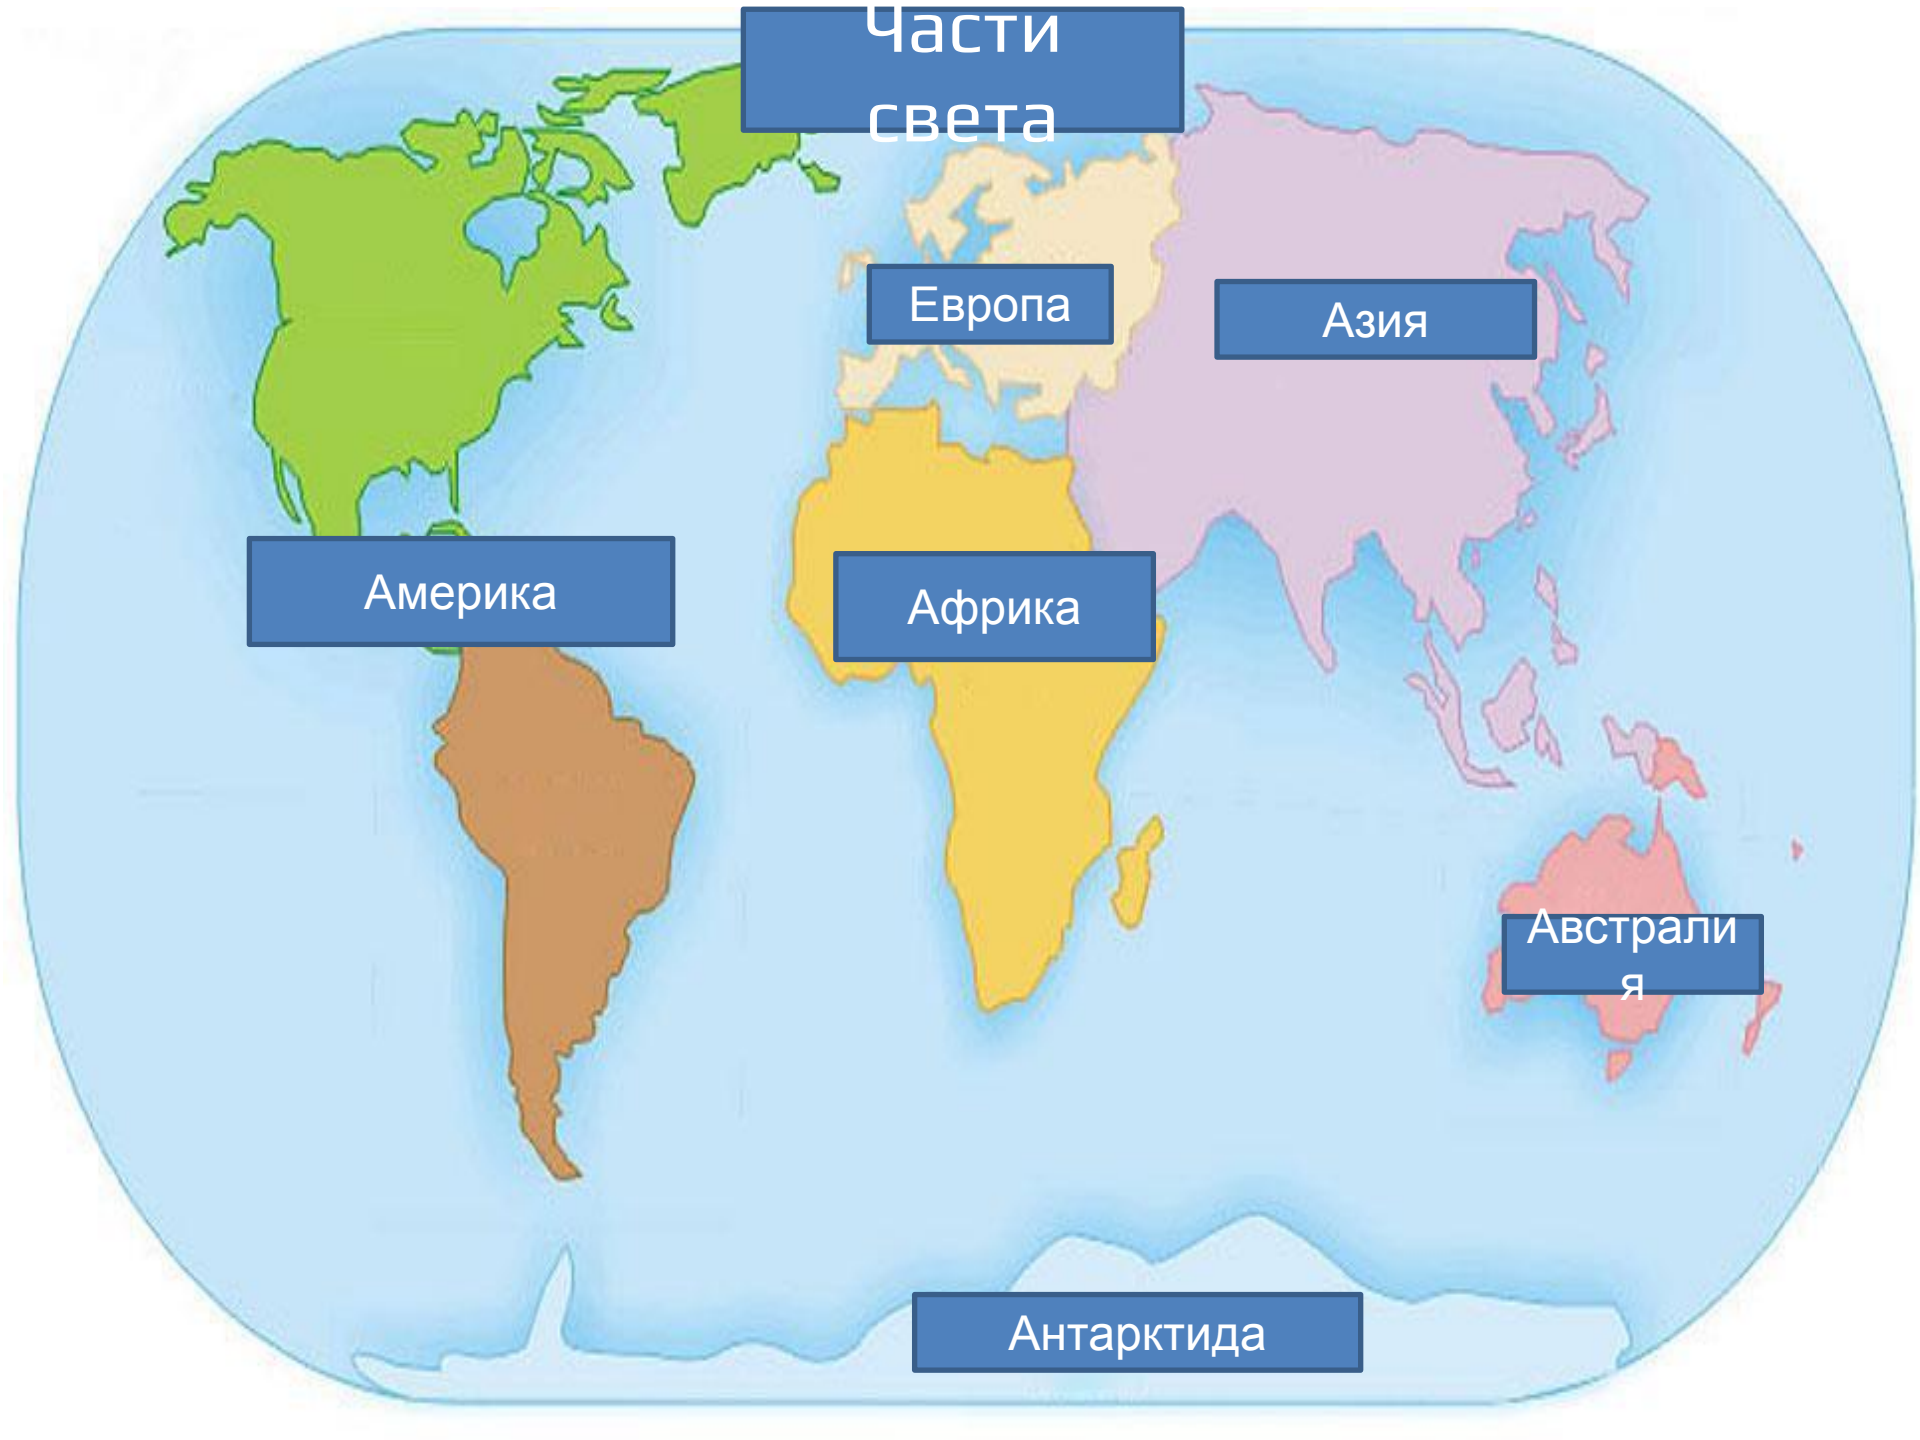 Части
света
Европа
Азия
Америка
Африка
Австрали
я
Антарктида